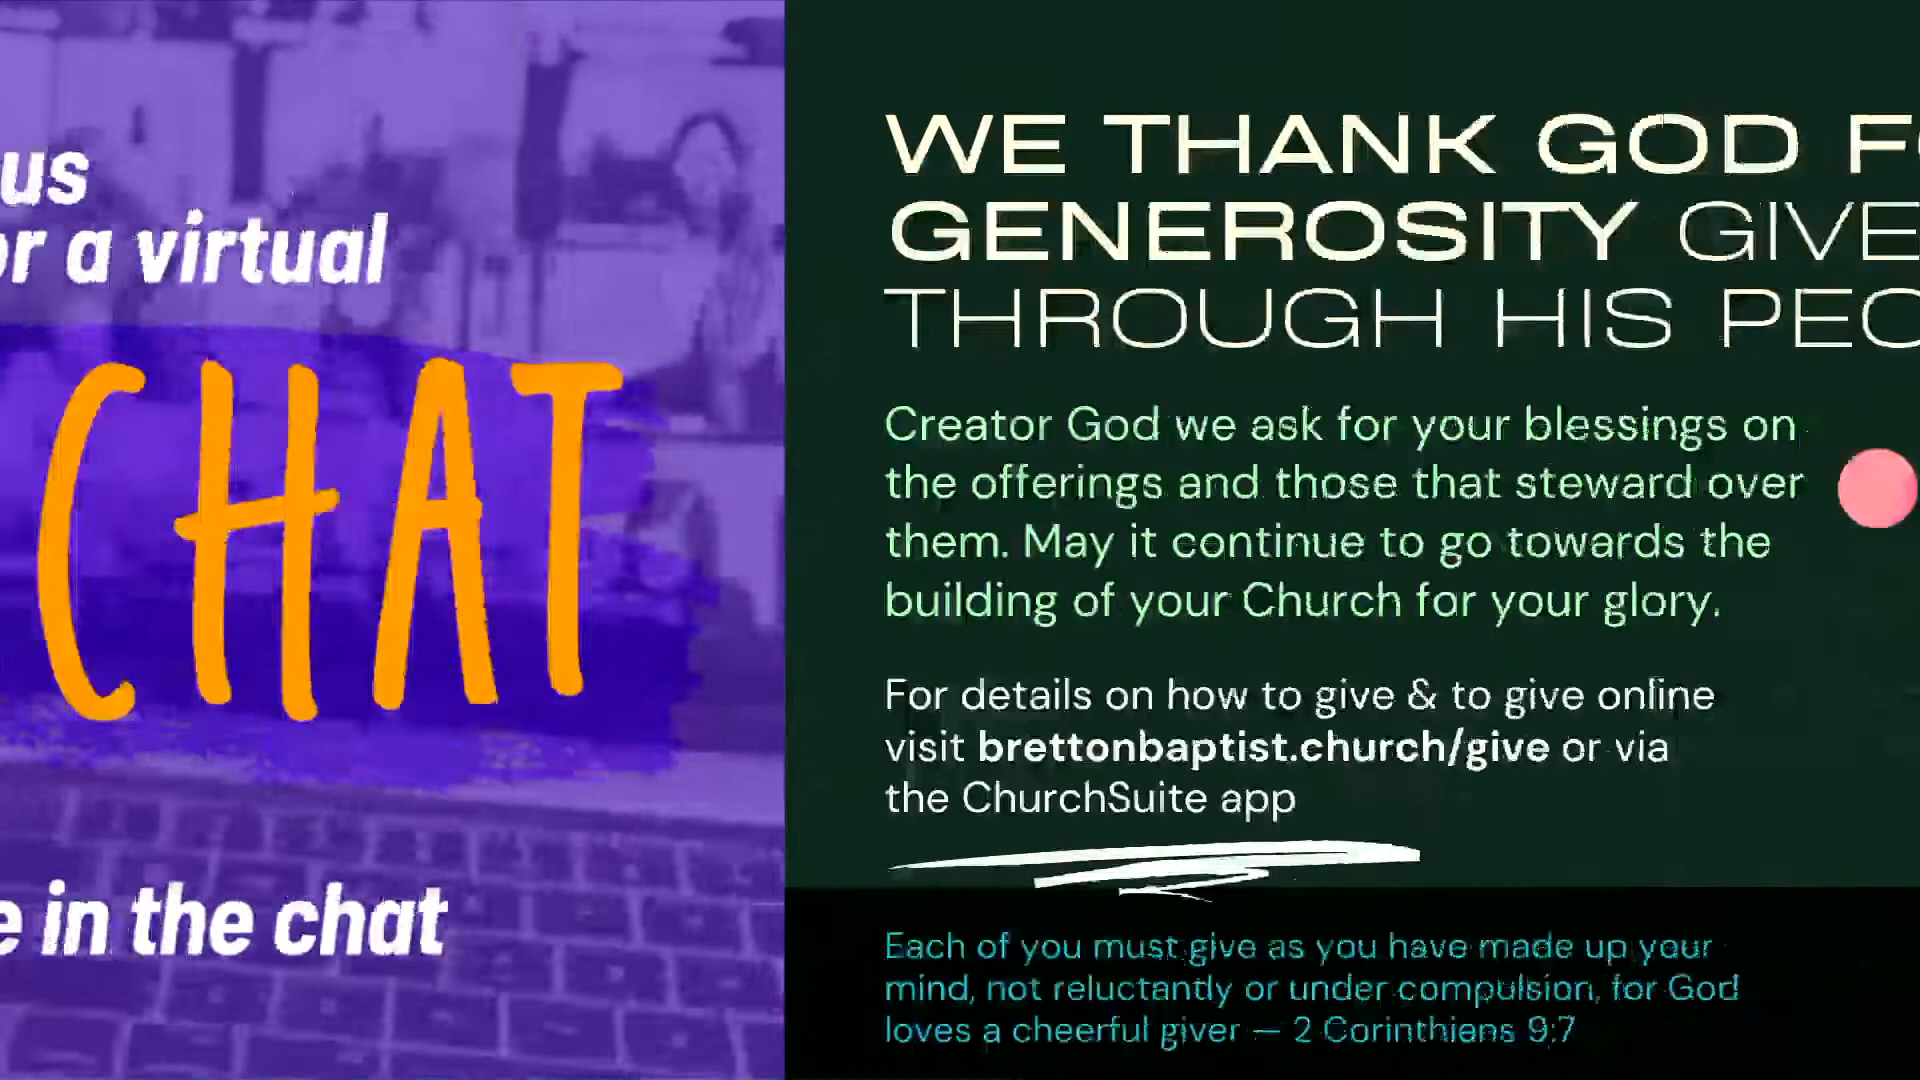 us
or a virtual
CHAT
e in the chat
WE THANK GOD FO
GENEROSITY GIVE
THROUGH HIS PEO
Creator God we ask for your blessings on
the offerings and those that steward over
them. May it continue to go towards the
building of your Church for your glory.
For details on how to give & to give online
visit brettonbaptist.church/give or via
the ChurchSuite app
Each of you must give as you have made up your
mind, not reluctantly or under compulsion, for God
loves a cheerful giver — 2 Corinthians 9:7